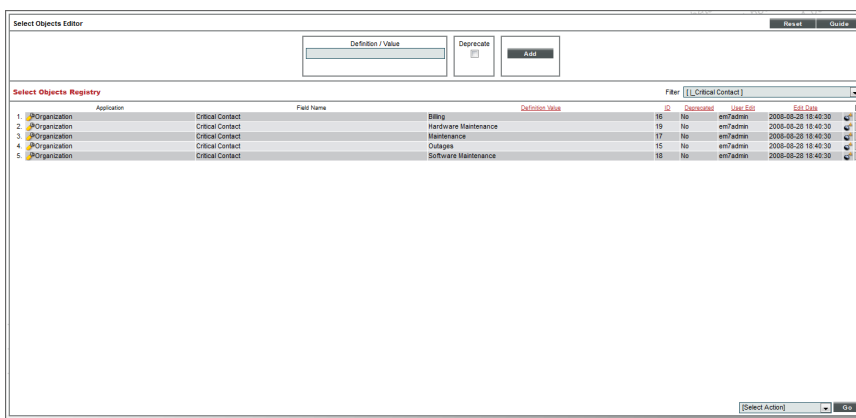 Select Objects Editor Reset Guide
Definition / Value Deprecate
Add
Select Objects Registry Filter [ |_Critical Contact ]
Application Field Name Definition Value ID Deprecated User Edit Edit Date
1. Organization Critical Contact Billing 16 No em7admin 2008-08-28 18:40:30
2. Organization Critical Contact Hardware Maintenance 19 No em7admin 2008-08-28 18:40:30
3. Organization Critical Contact Maintenance 17 No em7admin 2008-08-28 18:40:30
4. Organization Critical Contact Outages 15 No em7admin 2008-08-28 18:40:30
5. Organization Critical Contact Software Maintenance 18 No em7admin 2008-08-28 18:40:30
[Select Action] Go